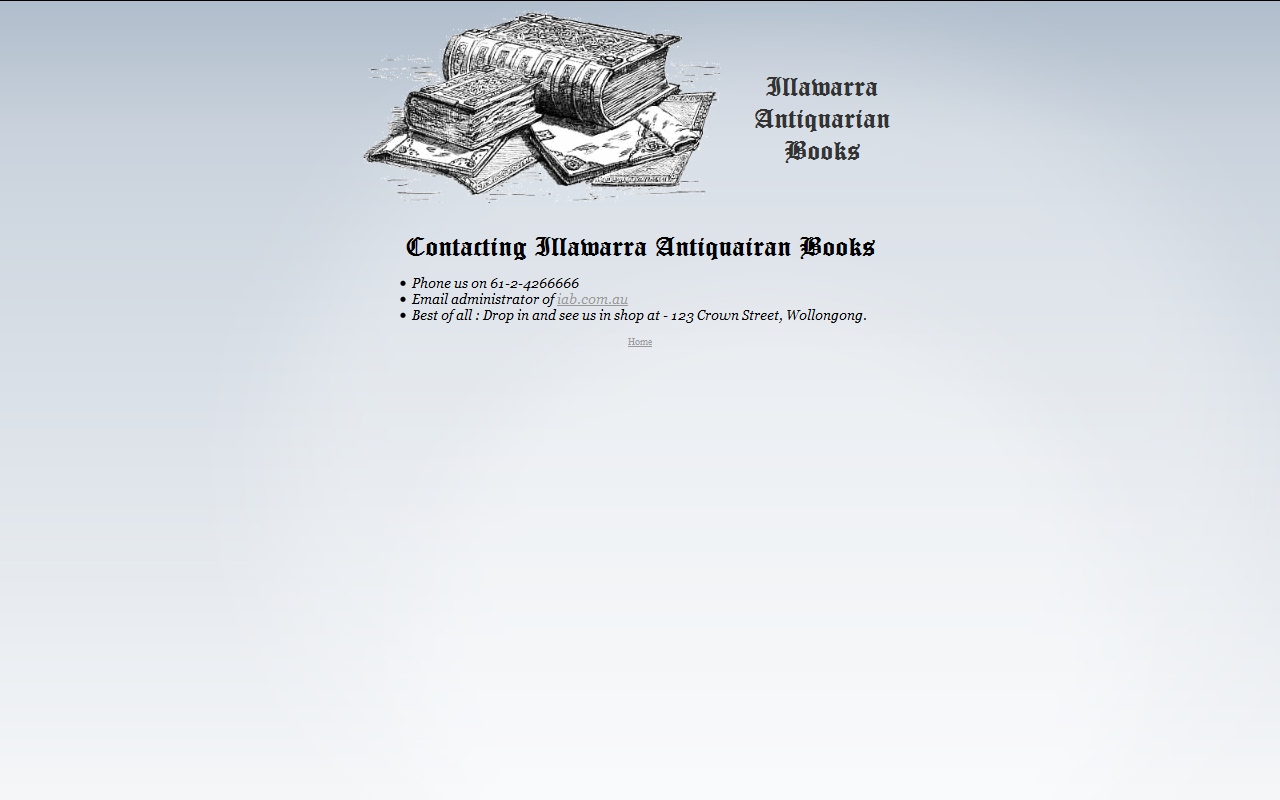 Illawarra
Antiquarian
Books
Contacting Illawarra Antiquairan Books
Phone us on 61-2-4266666
Email administrator of iab.com.au
Best of all : Drop in and see us in shop at - 123 Crown Street, Wollongong.
Home